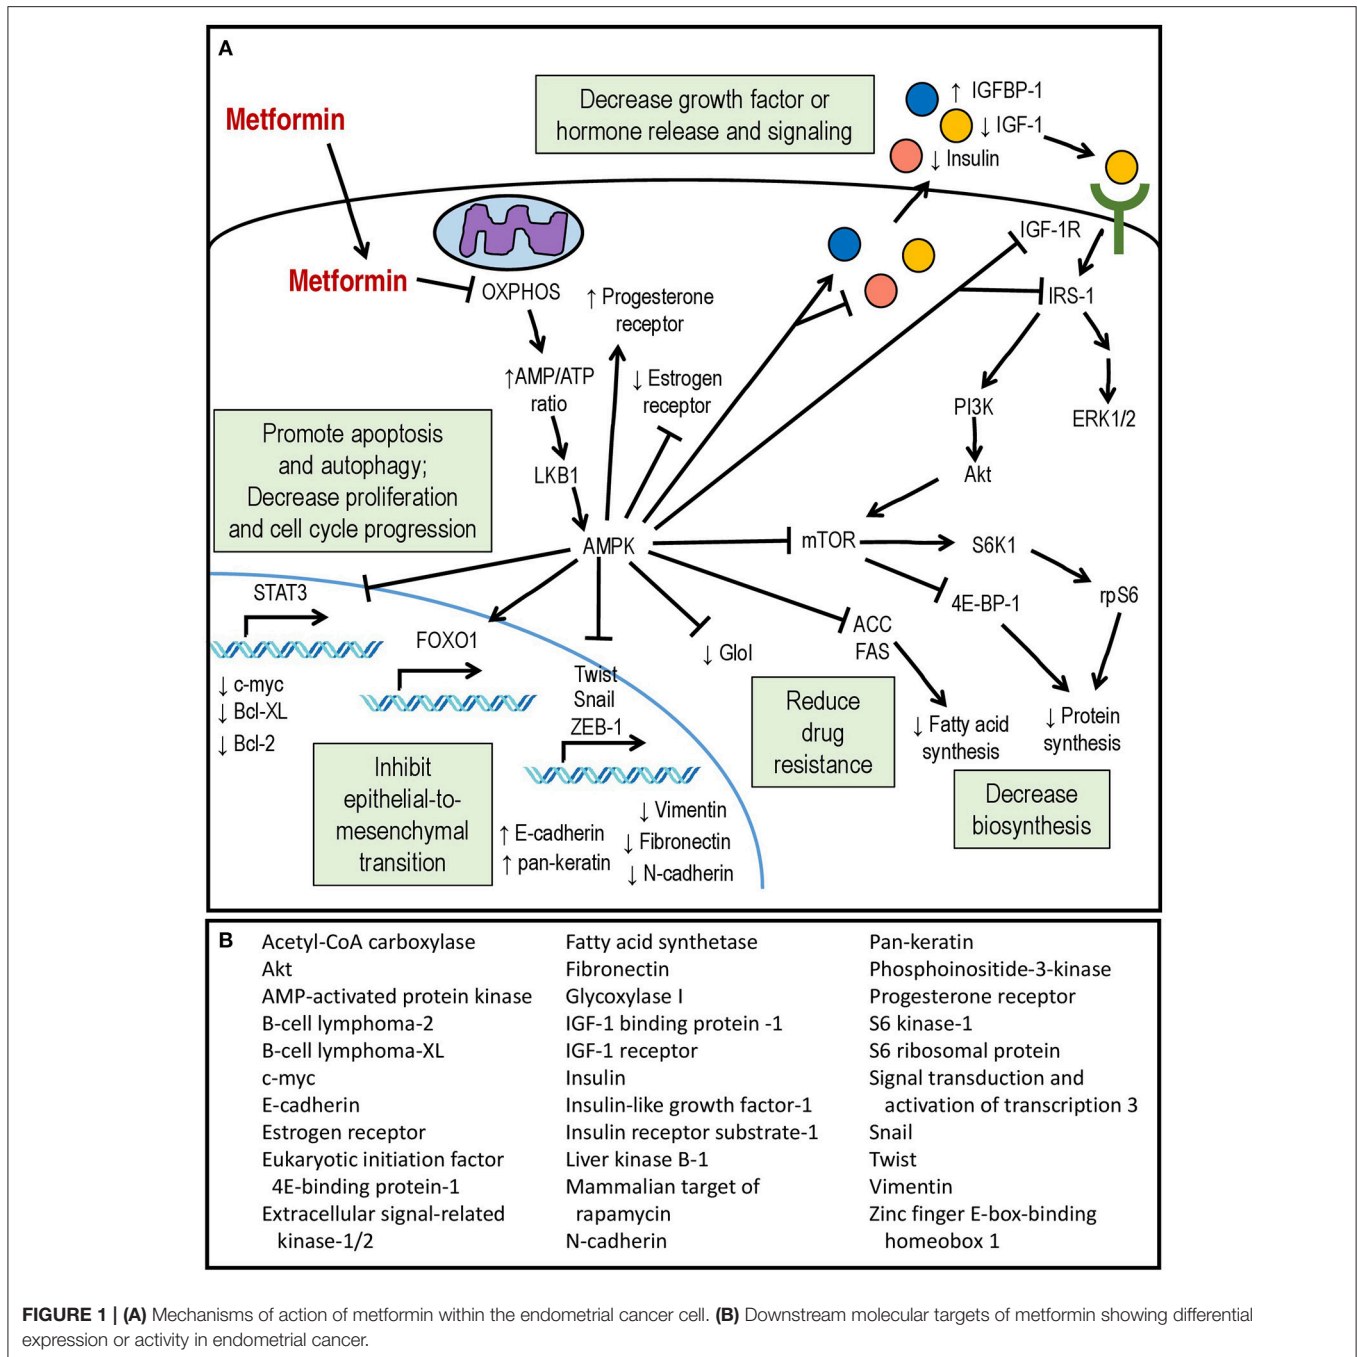 A
Metformin
Decrease growth factor or
hormone release and signaling
↑ IGFBP-1
↓ IGF-1
↓ Insulin
Metformin
OXPHOS
IGF-1R
IRS-1
↑ Progesterone
receptor
↑AMP/ATP
ratio
↓ Estrogen
receptor
PI3K
ERK1/2
Promote apoptosis
and autophagy;
Decrease proliferation
and cell cycle progression
LKB1
Akt
AMPK
mTOR
S6K1
STAT3
4E-BP-1
rpS6
FOXO1
↓ GloI
ACC
FAS
↓ c-myc
↓ Bcl-XL
↓ Bcl-2
Twist
Snail
ZEB-1
Reduce
drug
resistance
↓ Fatty acid
synthesis
↓ Protein
synthesis
Inhibit
epithelial-to-
mesenchymal
transition
↑ E-cadherin
↑ pan-keratin
↓ Vimentin
↓ Fibronectin
↓ N-cadherin
Decrease
biosynthesis
B
Acetyl-CoA carboxylase
Akt
AMP-activated protein kinase
B-cell lymphoma-2
B-cell lymphoma-XL
c-myc
E-cadherin
Estrogen receptor
Eukaryotic initiation factor
4E-binding protein-1
Extracellular signal-related
kinase-1/2
Fatty acid synthetase
Fibronectin
Glycoxylase I
IGF-1 binding protein -1
IGF-1 receptor
Insulin
Insulin-like growth factor-1
Insulin receptor substrate-1
Liver kinase B-1
Mammalian target of
rapamycin
N-cadherin
Pan-keratin
Phosphoinositide-3-kinase
Progesterone receptor
S6 kinase-1
S6 ribosomal protein
Signal transduction and
activation of transcription 3
Snail
Twist
Vimentin
Zinc finger E-box-binding
homeobox 1
FIGURE 1 | (A) Mechanisms of action of metformin within the endometrial cancer cell. (B) Downstream molecular targets of metformin showing differential
expression or activity in endometrial cancer.